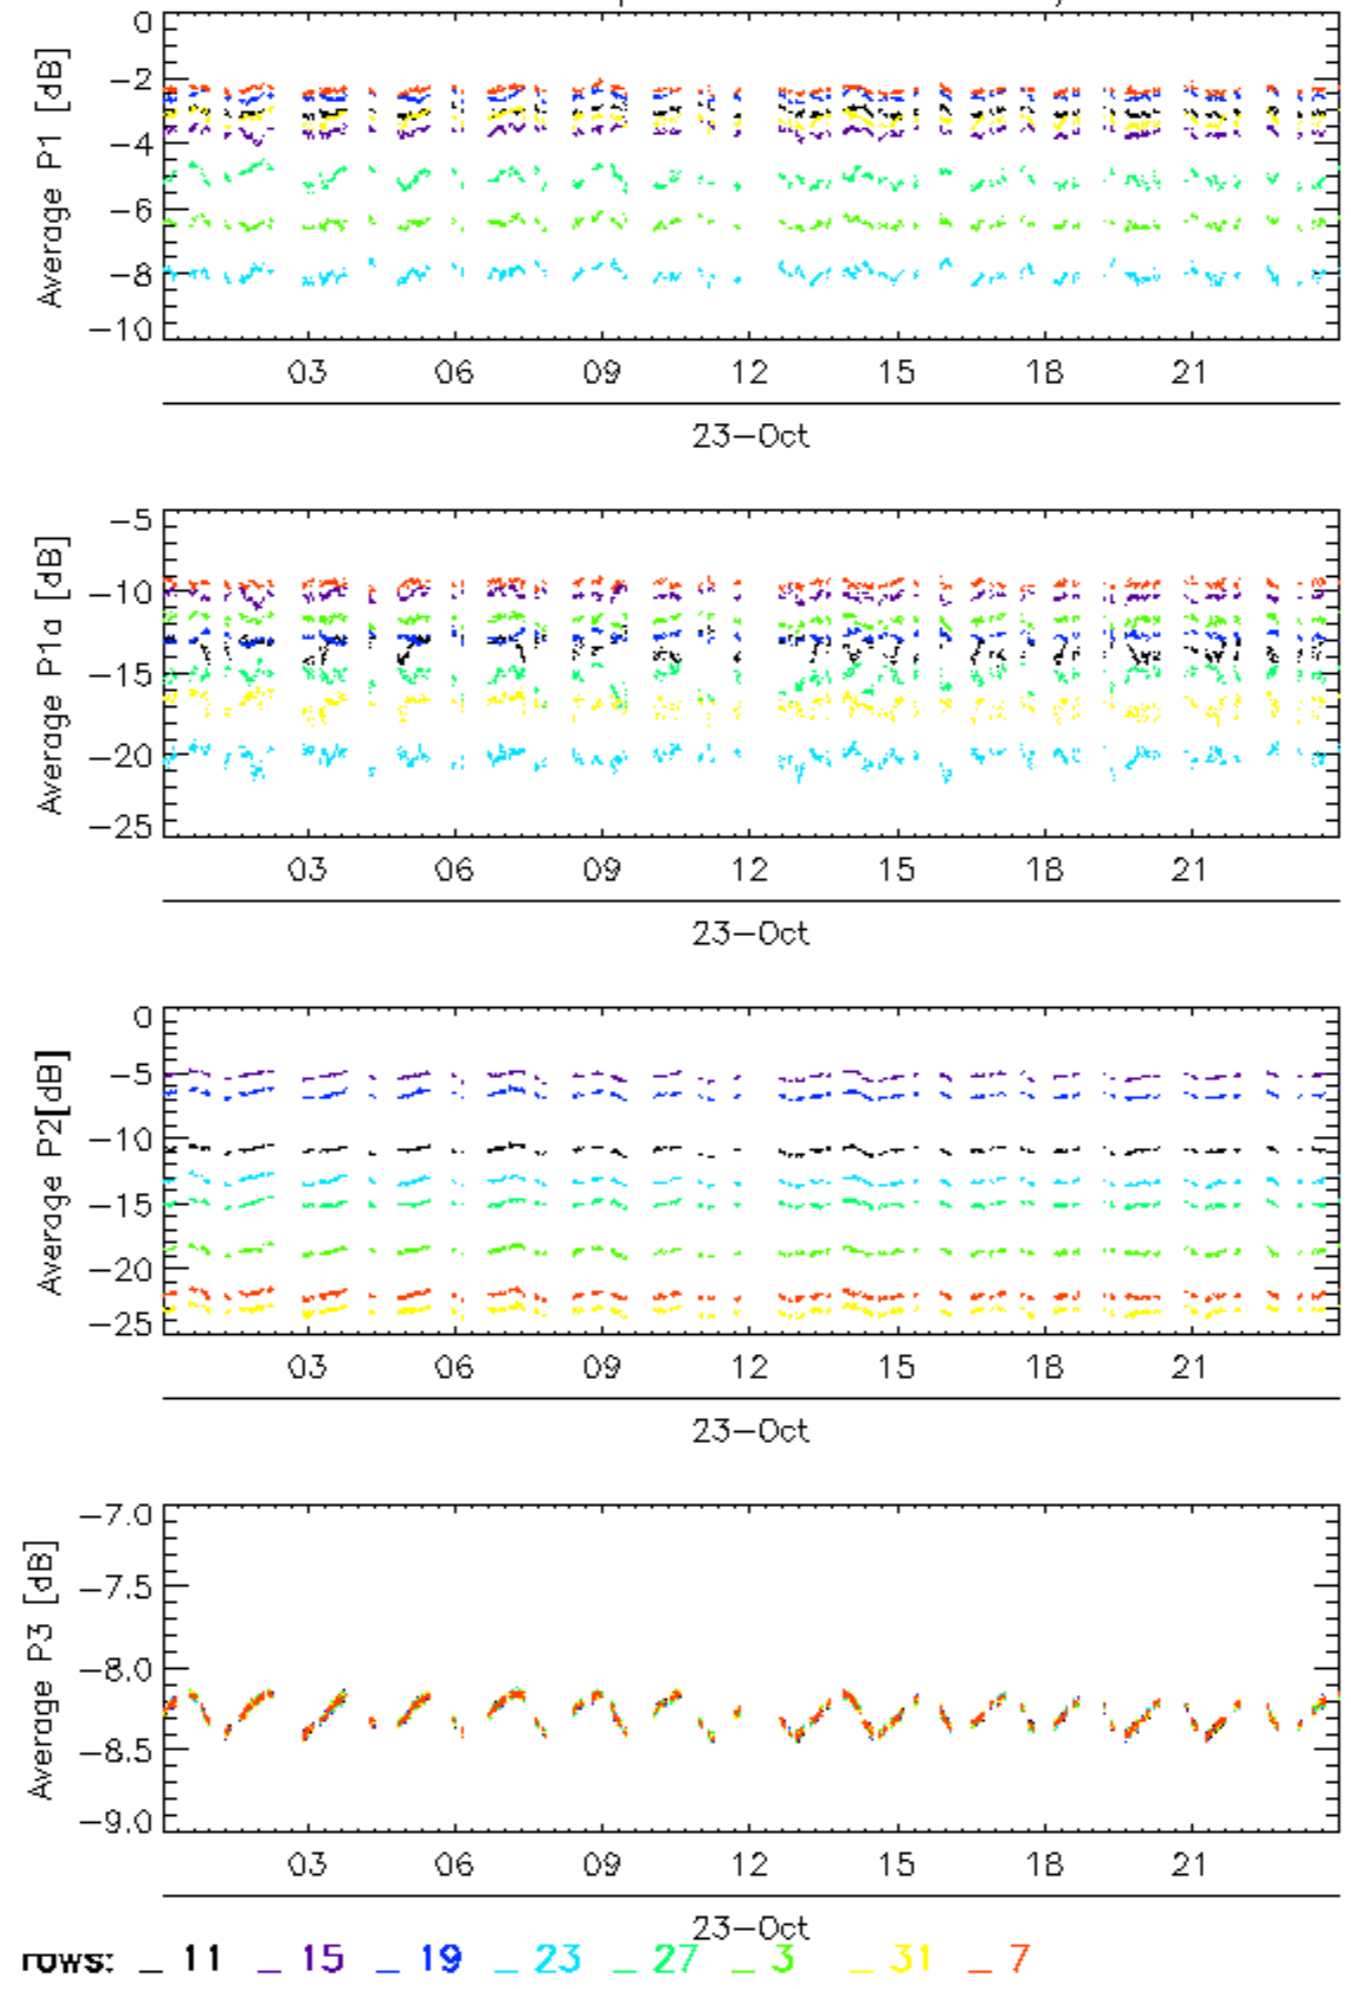 0
−2
−4
−6
−8
−10
Average P1 [dB]
03 06 09 12 15 18 21
23−Oct
−5
−10
−15
−20
−25
Average P1a [dB]
03 06 09 12 15 18 21
23−Oct
0
−5
−10
−15
−20
−25
Average P2[dB]
03 06 09 12 15 18 21
23−Oct
−7.0
−7.5
−8.0
−8.5
−9.0
Average P3 [dB]
03 06 09 12 15 18 21
23−Oct
rows: _ 11 _ 15 _ 19 _ 23 _ 27 _ 3 _ 31 _ 7